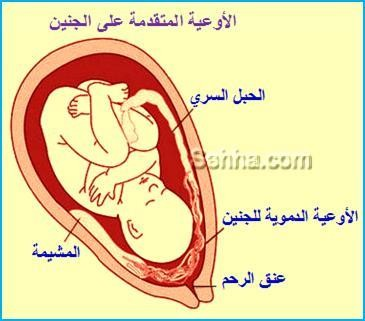 الأوعية المتقدمة على الجنين
الحبل السري
Sehha.com
الأوعية الدموية للجنين
المشيمة
عنق الرحم